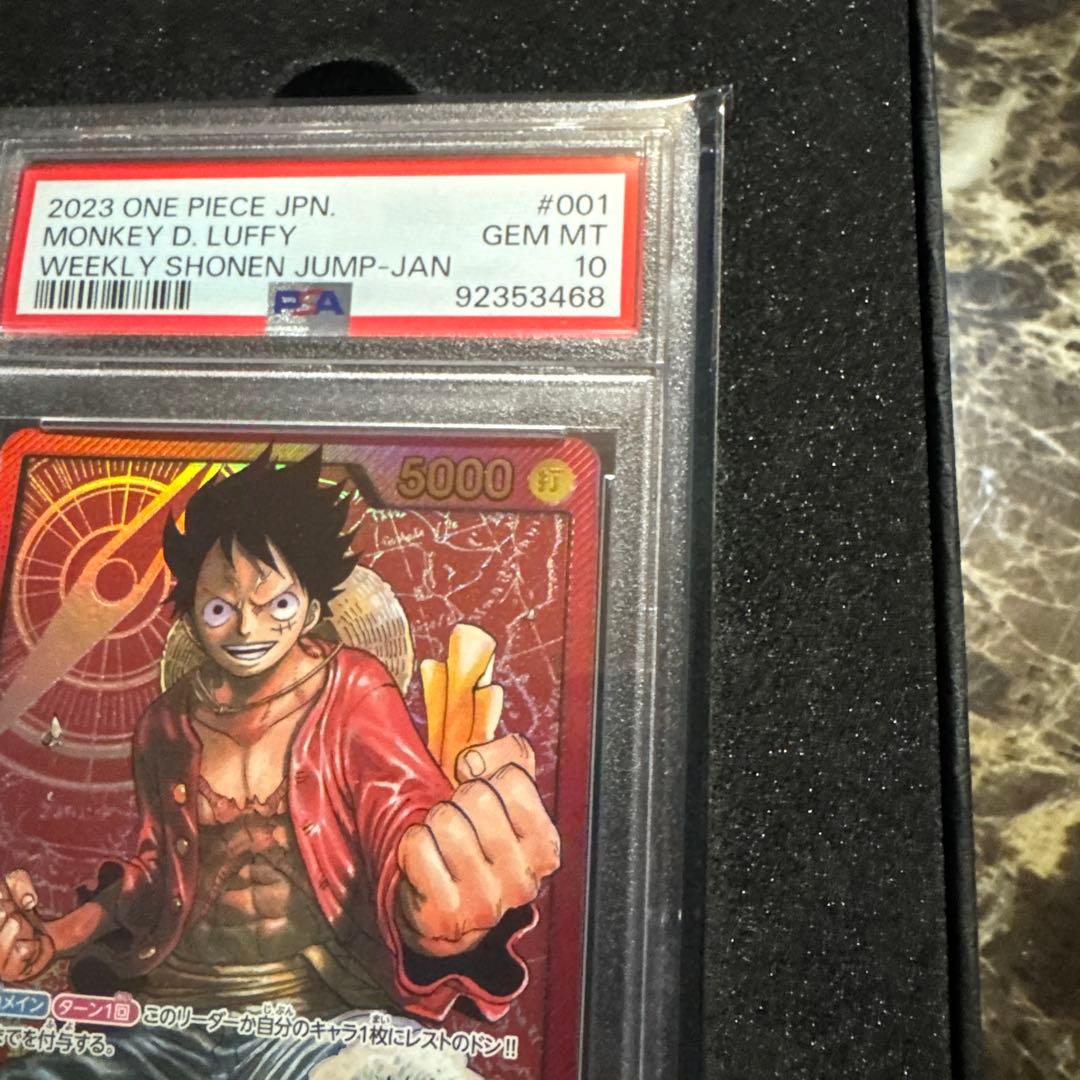 2023 ONE PIECE JPN. #001
MONKEY D. LUFFY GEM MT
WEEKLY SHONEN JUMP-JAN 10
PSA 92353468
5000 打
メイン ターン1回 このリーダーか自分のキャラ1枚にレストのドン!!
までを付与する。